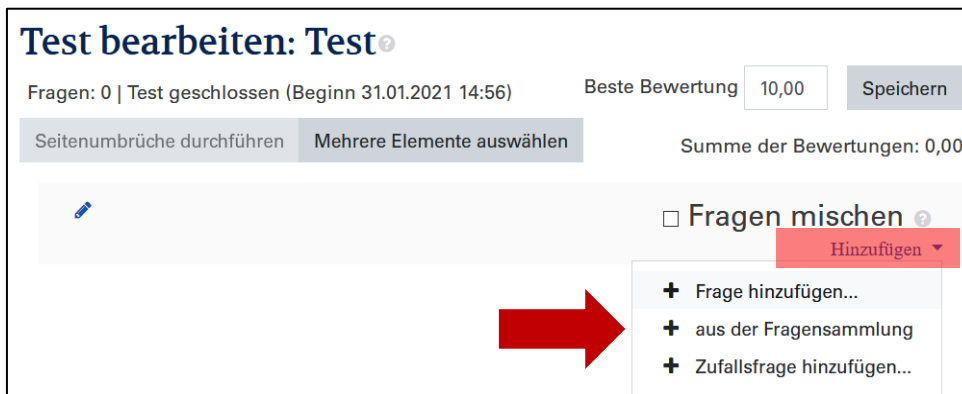 Test bearbeiten: Test
Fragen: 0 | Test geschlossen (Beginn 31.01.2021 14:56)
Beste Bewertung 10,00 Speichern
Seitenumbrüche durchführen Mehrere Elemente auswählen
Summe der Bewertungen: 0,00
Fragen mischen
Hinzufügen
Frage hinzufügen...
aus der Fragensammlung
Zufallsfrage hinzufügen...